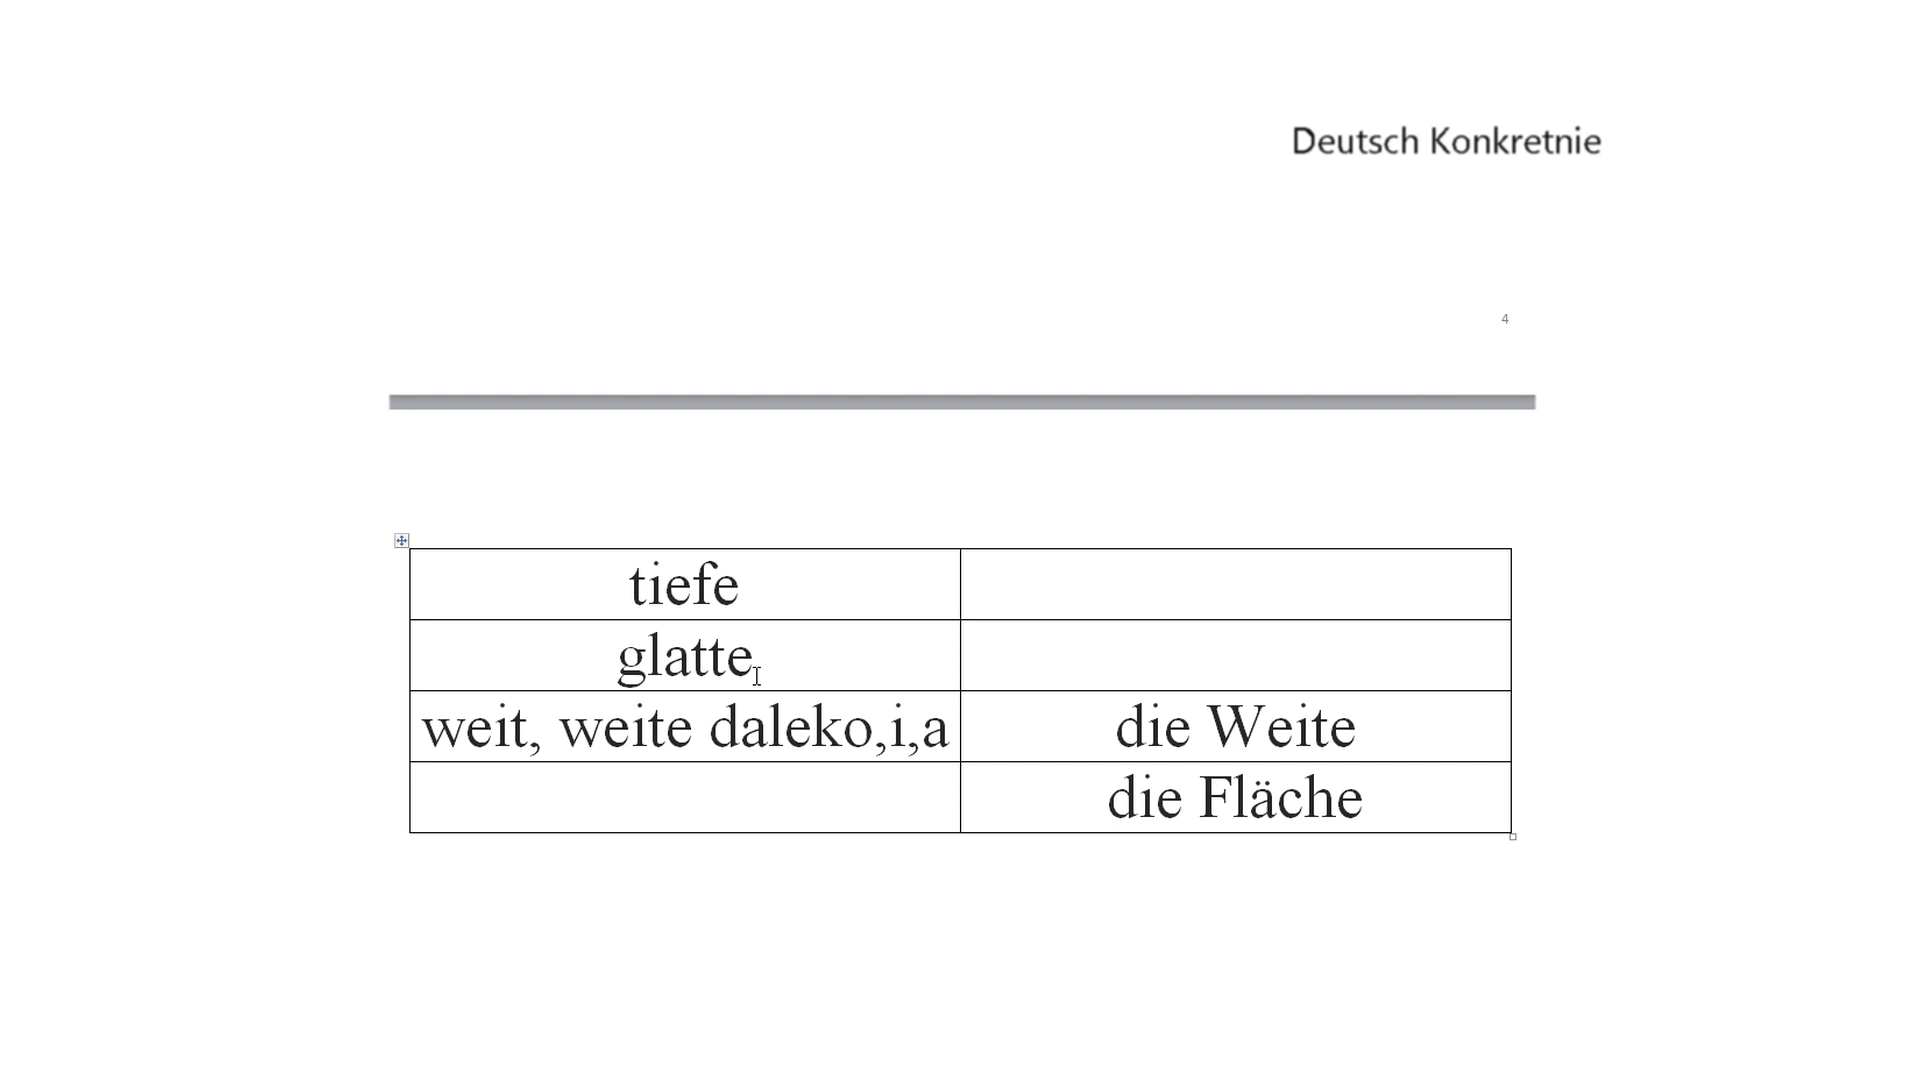 Deutsch Konkretnie
4
tiefe
glatte
weit, weite daleko,i,a
die Weite
die Fläche